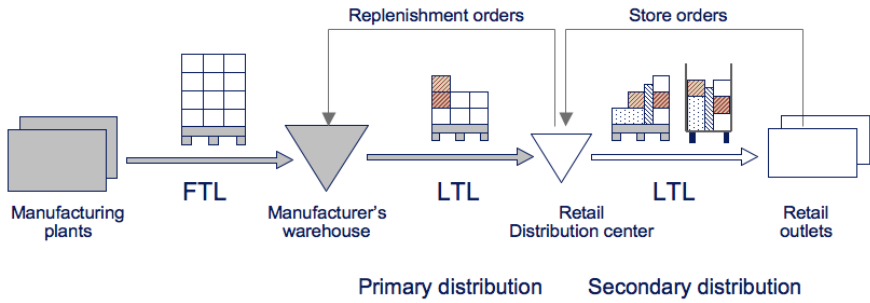 Replenishment orders
Store orders
FTL
LTL
LTL
Manufacturing
plants
Manufacturer's
warehouse
Retail
Distribution center
Retail
outlets
Primary distribution
Secondary distribution